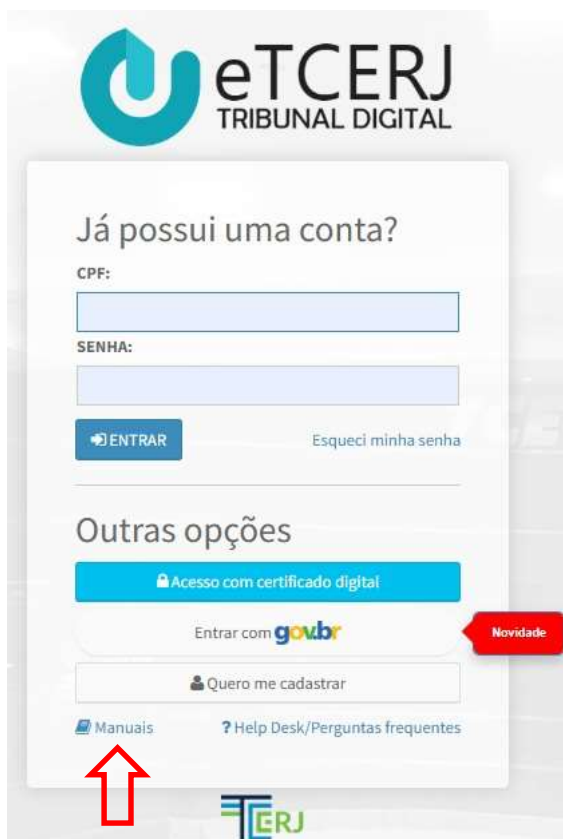 eTCERJ
TRIBUNAL DIGITAL
Já possui uma conta?
CPF:
SENHA:
ENTRAR
Esqueci minha senha
Outras opções
Acesso com certificado digital
Entrar com gov.br
Novidade
Quero me cadastrar
Manuais
? Help Desk/Perguntas frequentes
TCERJ